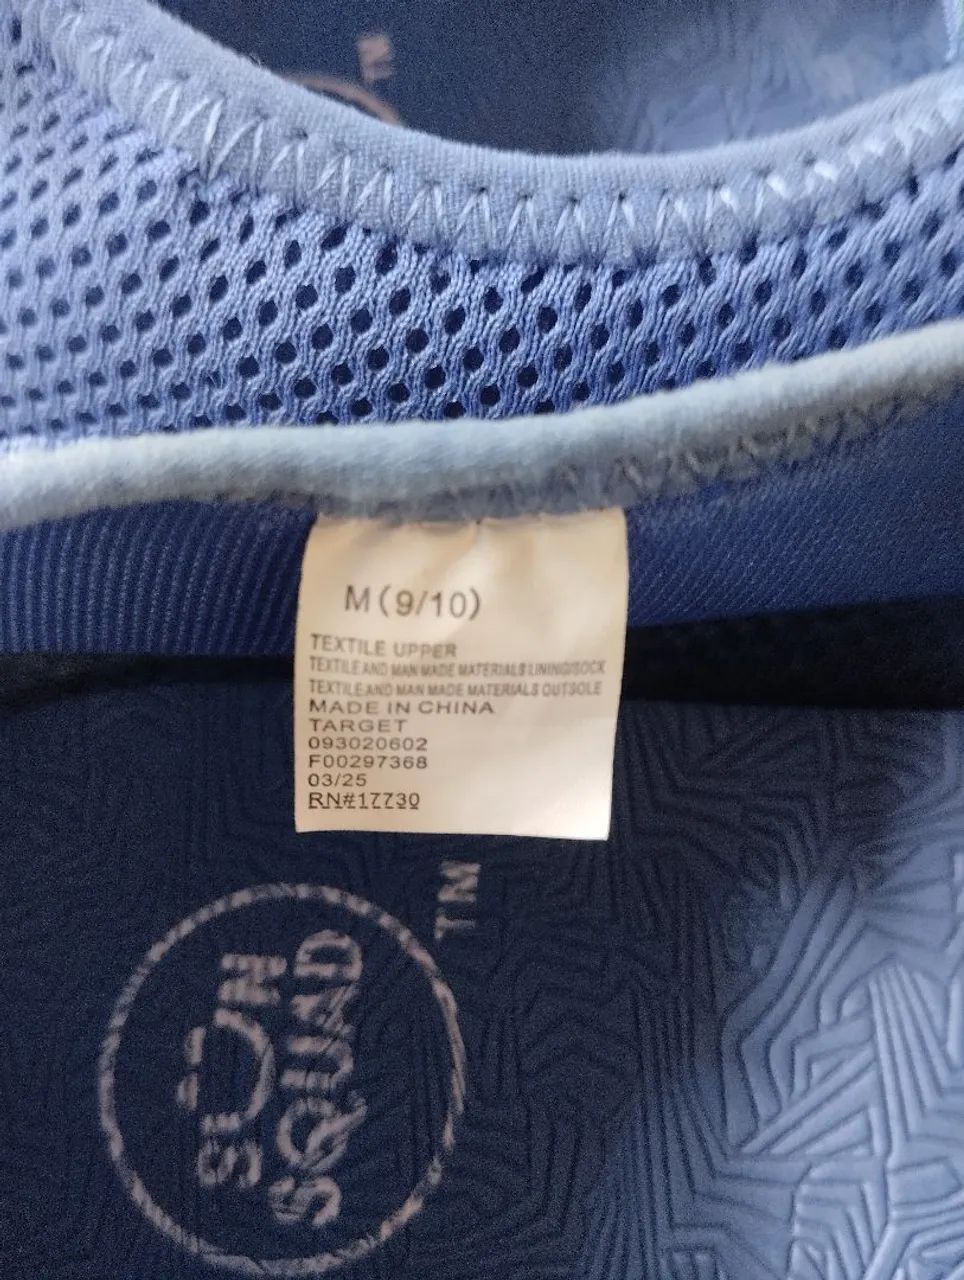 TM
M(9/10)
TEXTILE UPPER
TEXTILE AND MAN MADE MATERIALS LINING/SOCK
TEXTILE AND MAN MADE MATERIALS OUTSOLE
MADE IN CHINA
TARGET
093020602
F00297368
03/25
RN#17730
SUN
SQUAD
TM